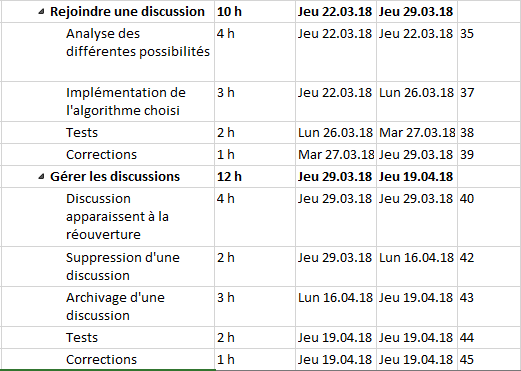 Rejoindre une discussion 10 h Jeu 22.03.18 Jeu 29.03.18
Analyse des 4 h Jeu 22.03.18 Jeu 22.03.18 35
différentes possibilités
Implémentation de 3 h Jeu 22.03.18 Lun 26.03.18 37
l'algorithme choisi
Tests 2 h Lun 26.03.18 Mar 27.03.18 38
Corrections 1 h Mar 27.03.18 Jeu 29.03.18 39
Gérer les discussions 12 h Jeu 29.03.18 Jeu 19.04.18
Discussion 4 h Jeu 29.03.18 Jeu 29.03.18 40
apparaissent à la
réouverture
Suppression d'une 2 h Jeu 29.03.18 Lun 16.04.18 42
discussion
Archivage d'une 3 h Lun 16.04.18 Jeu 19.04.18 43
discussion
Tests 2 h Jeu 19.04.18 Jeu 19.04.18 44
Corrections 1 h Jeu 19.04.18 Jeu 19.04.18 45